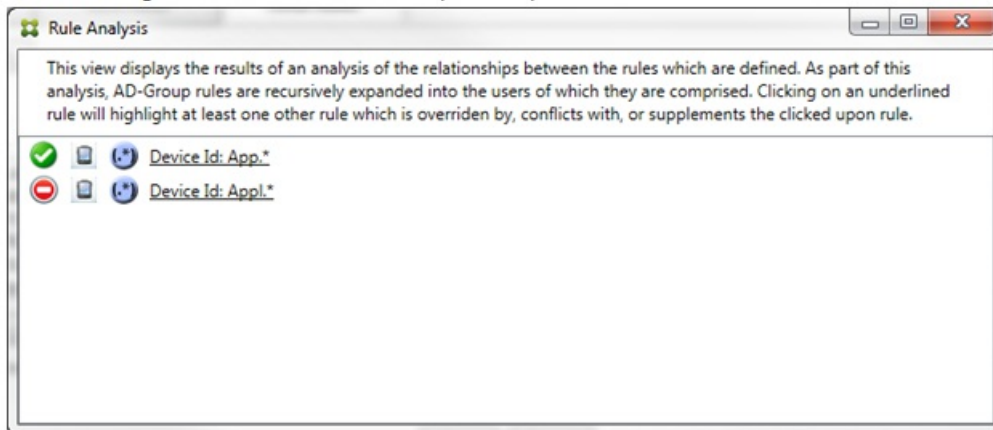 Rule Analysis
This view displays the results of an analysis of the relationships between the rules which are defined. As part of this
analysis, AD-Group rules are recursively expanded into the users of which they are comprised. Clicking on an underlined
rule will highlight at least one other rule which is overriden by, conflicts with, or supplements the clicked upon rule.
(.*) Device Id: App.*
(.*) Device Id: Appl.*